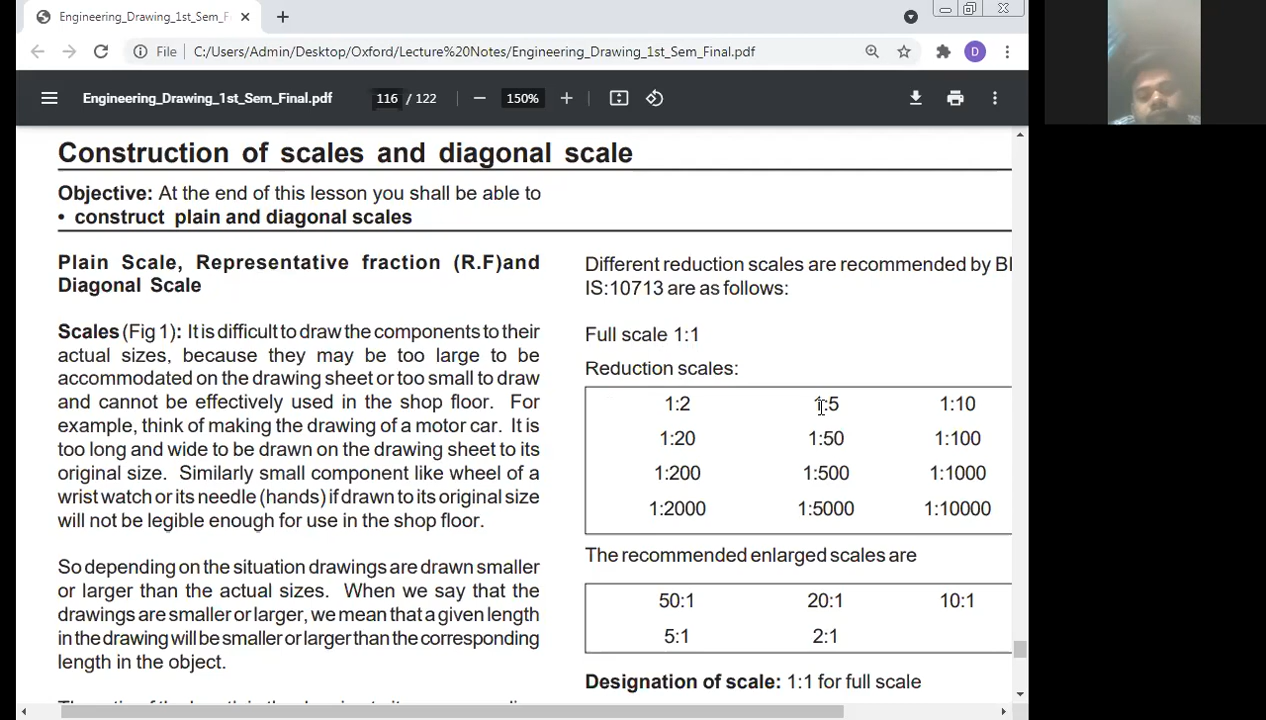 Engineering_Drawing_1st_Sem_F
File
C:/Users/Admin/Desktop/Oxford/Lecture%20Notes/Engineering_Drawing_1st_Sem_Final.pdf
D
Engineering_Drawing_1st_Sem_Final.pdf
116 / 122
150%
Construction of scales and diagonal scale
Objective: At the end of this lesson you shall be able to
• construct plain and diagonal scales
Plain Scale, Representative fraction (R.F)and
Diagonal Scale
Scales (Fig 1): It is difficult to draw the components to their
actual sizes, because they may be too large to be
accommodated on the drawing sheet or too small to draw
and cannot be effectively used in the shop floor. For
example, think of making the drawing of a motor car. It is
too long and wide to be drawn on the drawing sheet to its
original size. Similarly small component like wheel of a
wrist watch or its needle (hands) if drawn to its original size
will not be legible enough for use in the shop floor.
So depending on the situation drawings are drawn smaller
or larger than the actual sizes. When we say that the
drawings are smaller or larger, we mean that a given length
in the drawing will be smaller or larger than the corresponding
length in the object.
Different reduction scales are recommended by
IS:10713 are as follows:
Full scale 1:1
Reduction scales:
1:2 1:5 1:10
1:20 1:50 1:100
1:200 1:500 1:1000
1:2000 1:5000 1:10000
The recommended enlarged scales are
50:1 20:1 10:1
5:1 2:1
Designation of scale: 1:1 for full scale